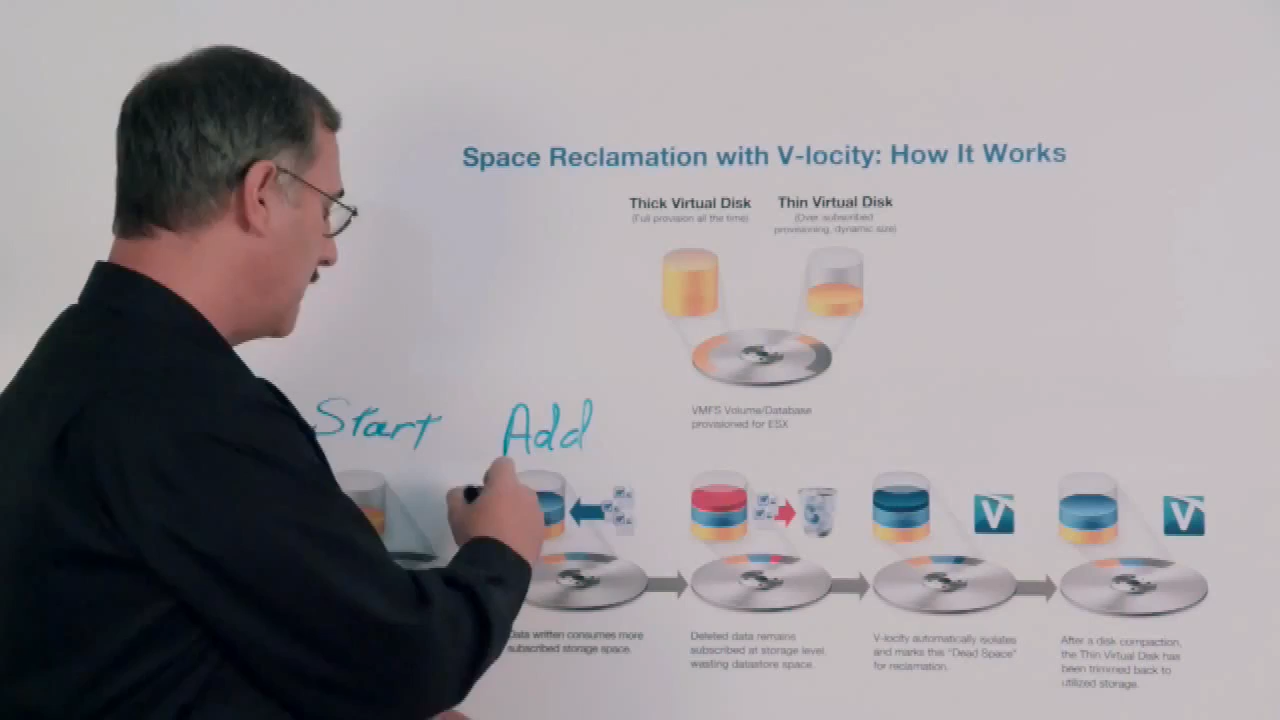 Space Reclamation with V-locity: How It Works
Thick Virtual Disk
(Full provision all the time)
Thin Virtual Disk
(Over subscribed
provisioning, dynamic size)
VMFS Volume/Database
provisioned for ESX
Start
Add
V
V
Data written consumes more
subscribed storage space.
Deleted data remains
subscribed at storage level,
wasting datastore space.
V-locity automatically isolates
and marks this "Dead Space"
for reclamation.
After a disk compaction,
the Thin Virtual Disk has
been trimmed back to
utilized storage.